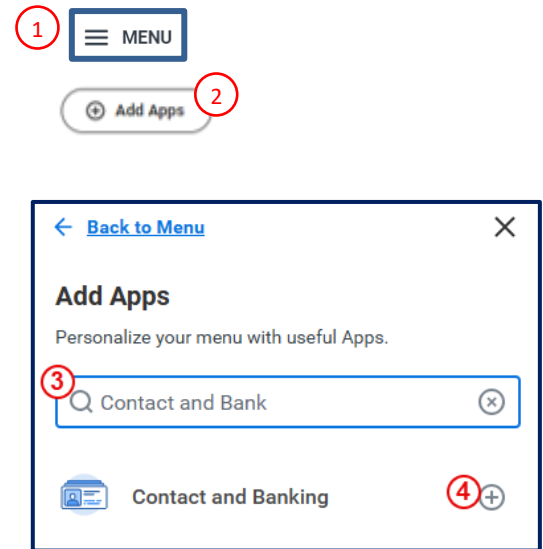 1
MENU
Add Apps
2
Back to Menu
Add Apps
Personalize your menu with useful Apps.
3
Contact and Bank
Contact and Banking
4